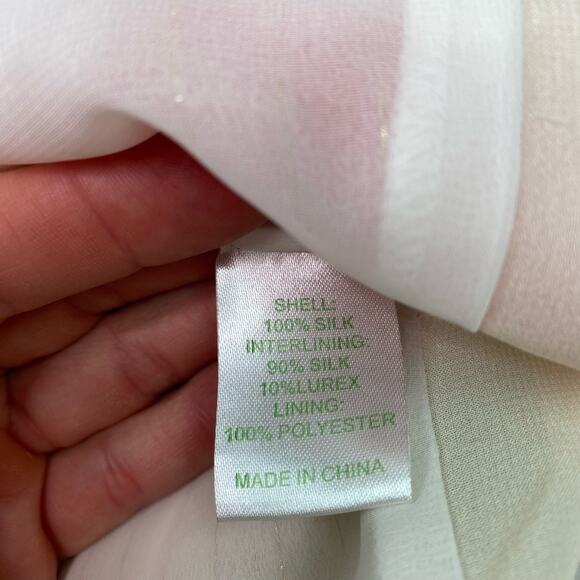 SHELL:
100% SILK
INTERLINING:
90% SILK
10%LUREX
LINING:
100% POLYESTER
MADE IN CHINA